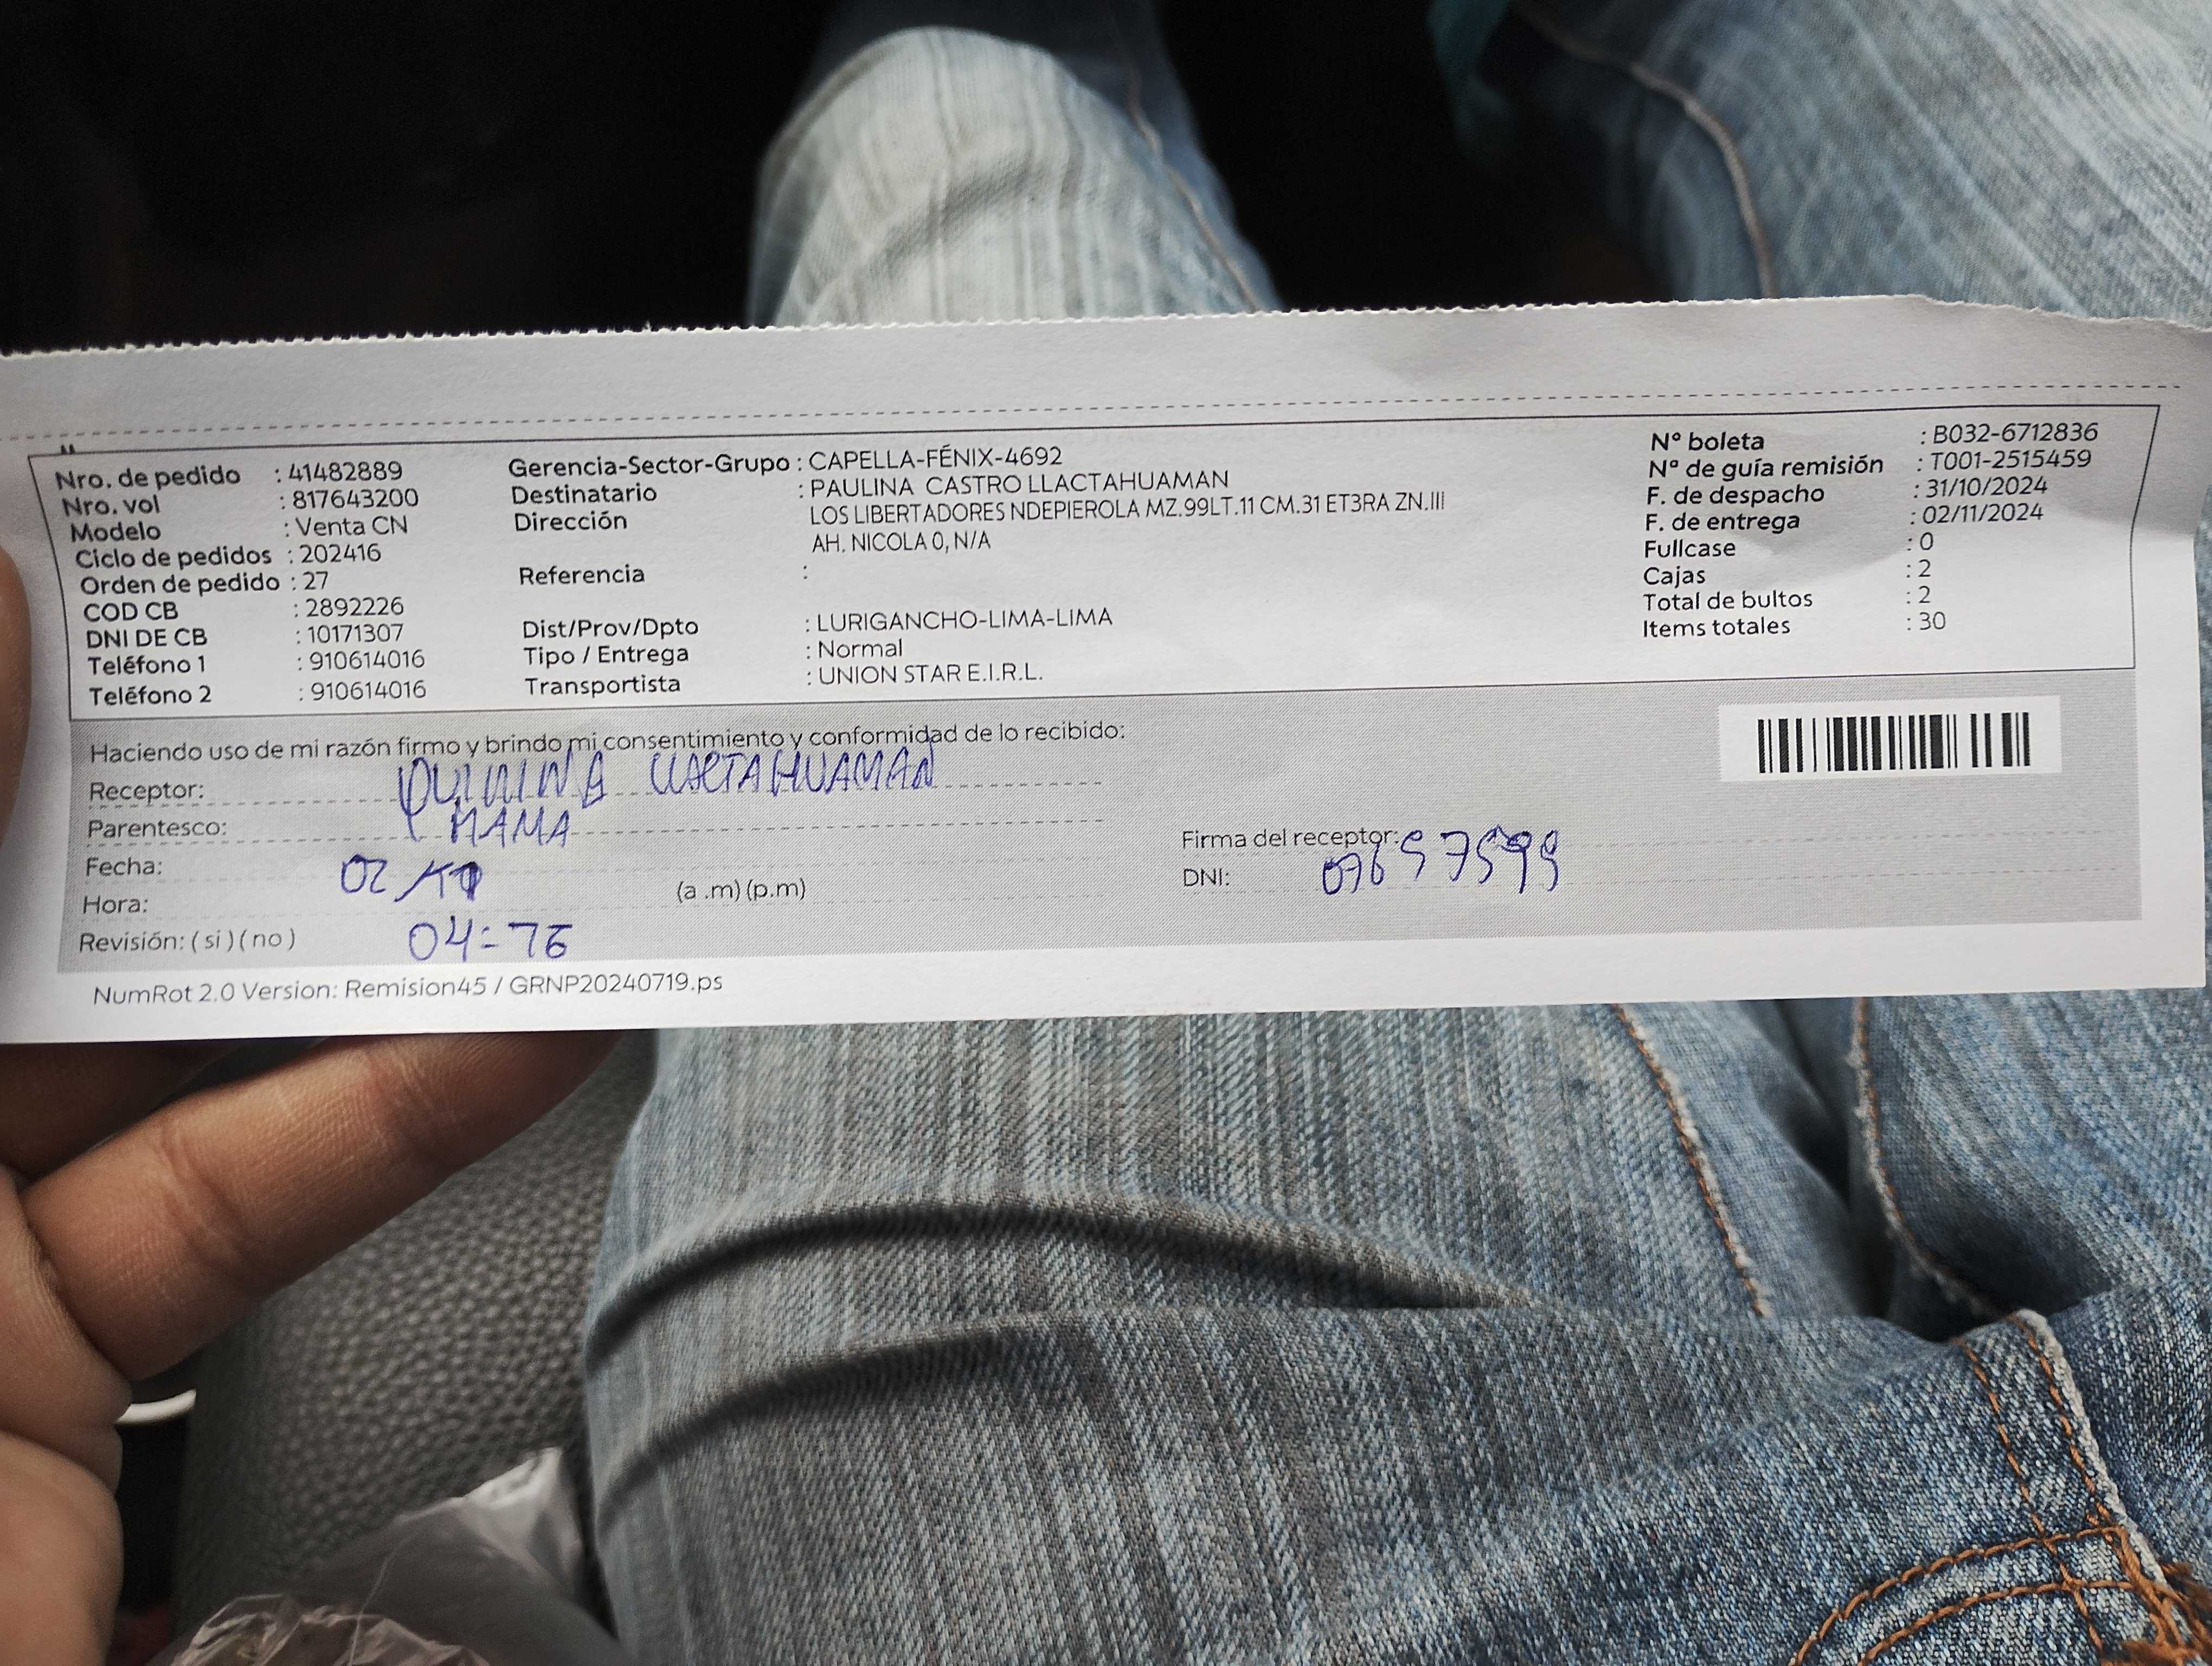 Nro. de pedido : 41482889
Nro. vol : 817643200
Modelo : Venta CN
Ciclo de pedidos : 202416
Orden de pedido : 27
COD CB : 2892226
DNI DE CB : 10171307
Teléfono 1 : 910614016
Teléfono 2 : 910614016
Gerencia-Sector-Grupo : CAPELLA-FÉNIX-4692
Destinatario : PAULINA CASTRO LLACTAHUAMAN
Dirección LOS LIBERTADORES NDEPIEROLA MZ.99LT.11 CM.31 ET3RA ZN.III
AH. NICOLA 0, N/A
Referencia :
Dist/Prov/Dpto : LURIGANCHO-LIMA-LIMA
Tipo / Entrega : Normal
Transportista : UNION STAR E.I.R.L.
N° boleta : B032-6712836
N° de guía remisión : T001-2515459
F. de despacho : 31/10/2024
F. de entrega : 02/11/2024
Fullcase : 0
Cajas : 2
Total de bultos : 2
Items totales : 30
Haciendo uso de mi razón firmo y brindo mi consentimiento y conformidad de lo recibido:
Receptor:
Parentesco: MAMA
Fecha: 02
Hora: (a .m) (p.m)
Revisión: ( si ) ( no )
Firma del receptor:
DNI:
NumRot 2.0 Version: Remision45 / GRNP20240719.ps